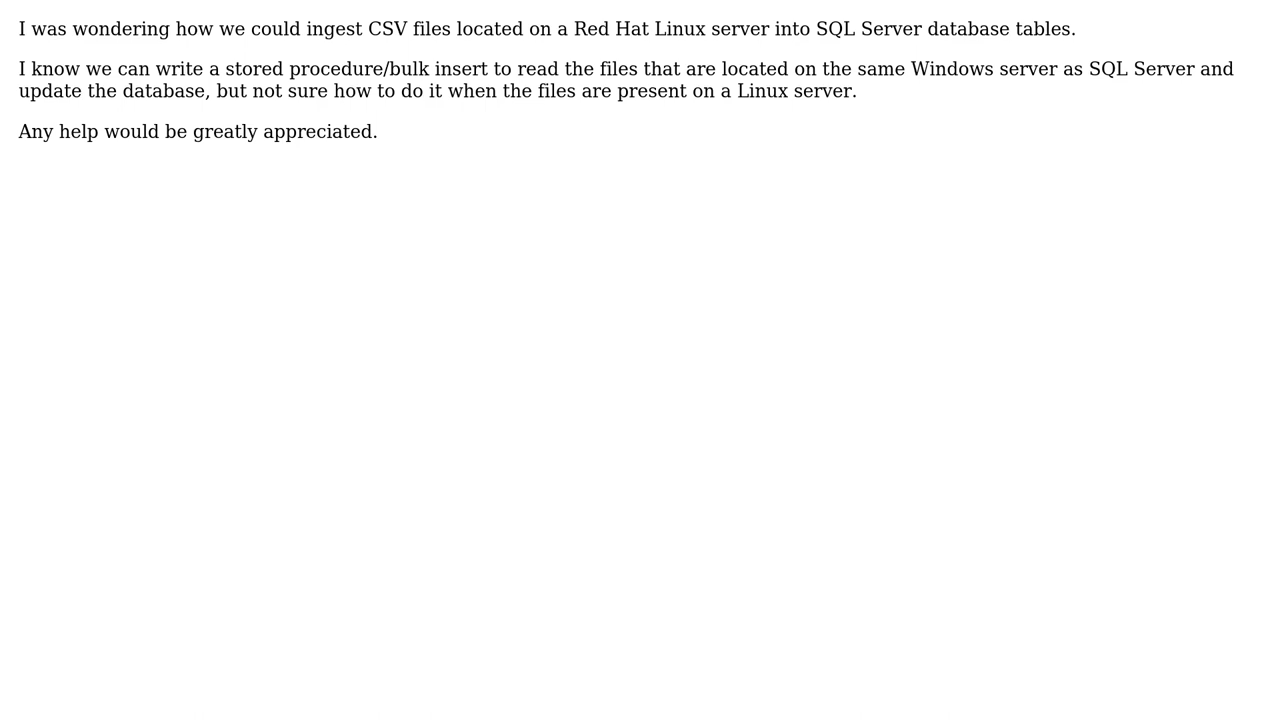 I was wondering how we could ingest CSV files located on a Red Hat Linux server into SQL Server database tables.
I know we can write a stored procedure/bulk insert to read the files that are located on the same Windows server as SQL Server and
update the database, but not sure how to do it when the files are present on a Linux server.
Any help would be greatly appreciated.